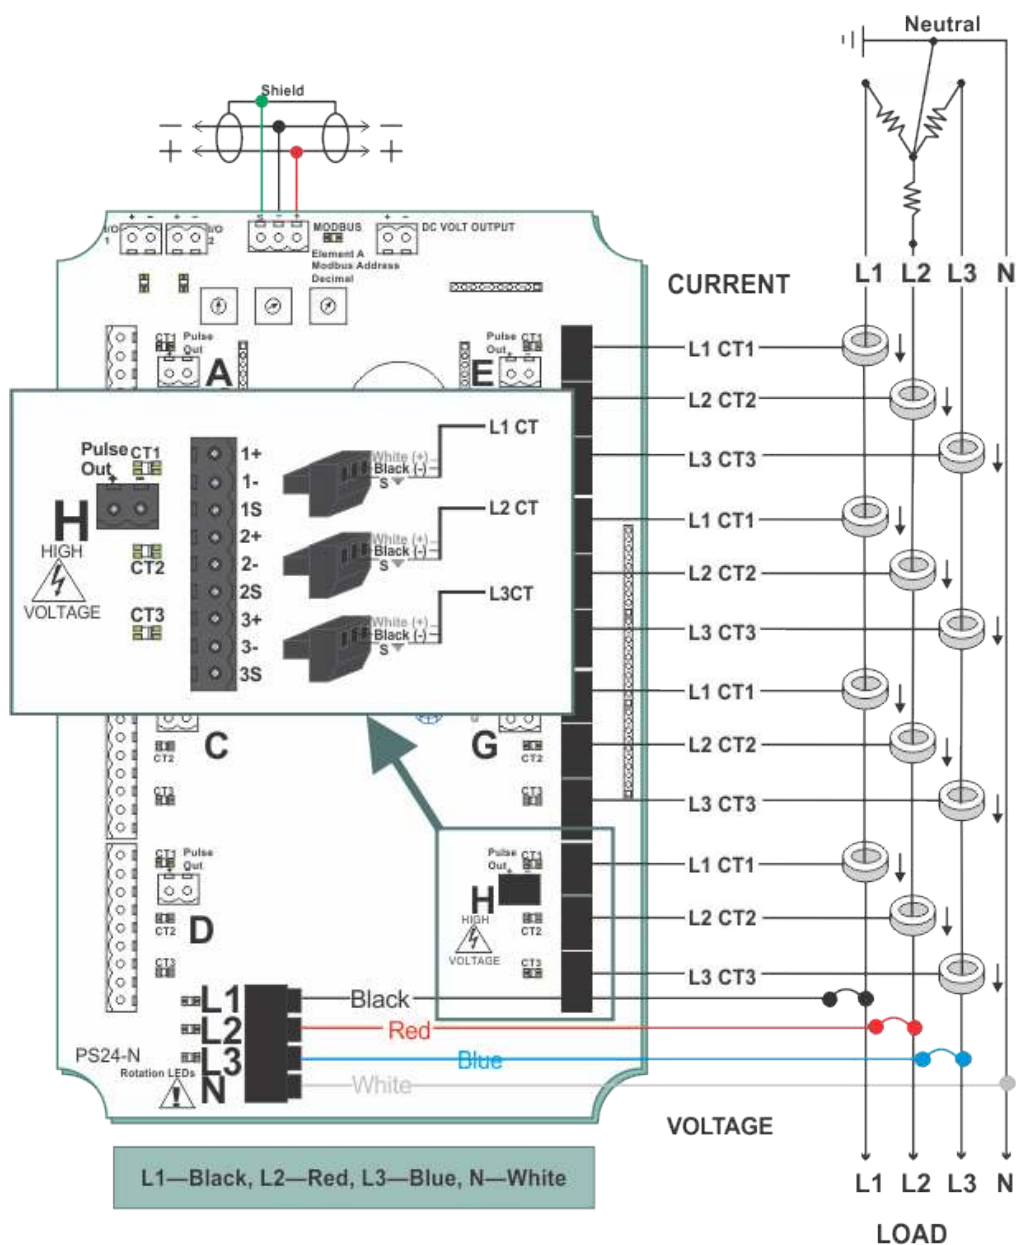 Neutral
Shield
− −
+ +
+ −
+ −
+ −
I/O
1
I/O
2
MODBUS
DC VOLT OUTPUT
Element A
Modbus Address
Decimal
CURRENT
L1 L2 L3 N
CT1 Pulse
Out
A
Pulse CT1
Out
E
L1 CT1
L2 CT2
L3 CT3
L1 CT1
L2 CT2
L3 CT3
L1 CT1
L2 CT2
L3 CT3
L1 CT1
L2 CT2
L3 CT3
Pulse CT1
Out
+ −
H
HIGH
VOLTAGE
CT2
CT3
1+
1-
1S
2+
2-
2S
3+
3-
3S
L1 CT
White (+)
Black (-)
S
L2 CT
White (+)
Black (-)
S
L3CT
White (+)
Black (-)
S
C
CT2
CT3
G
CT2
CT3
CT1 Pulse
Out
D
CT2
CT3
Pulse CT1
Out
H
HIGH
VOLTAGE
CT2
CT3
L1
L2
L3
N
Black
Red
Blue
White
PS24-N
Rotation LEDs
!
VOLTAGE
L1—Black, L2—Red, L3—Blue, N—White
L1 L2 L3 N
LOAD